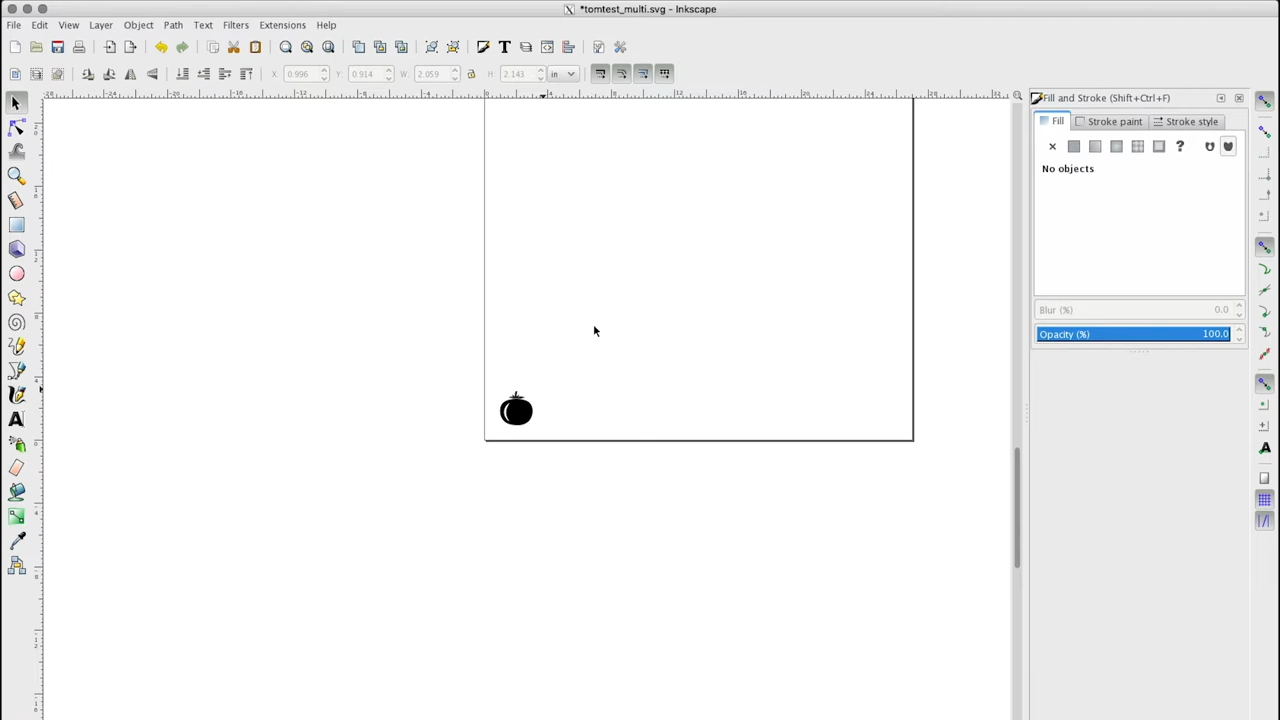 *tomtest_multi.svg - Inkscape
File Edit View Layer Object Path Text Filters Extensions Help
X 0.996 Y: 0.914 W: 2.059 H: 2.143 in
Fill and Stroke (Shift+Ctrl+F)
Fill Stroke paint Stroke style
No objects
Blur (%) 0.0
Opacity (%) 100.0